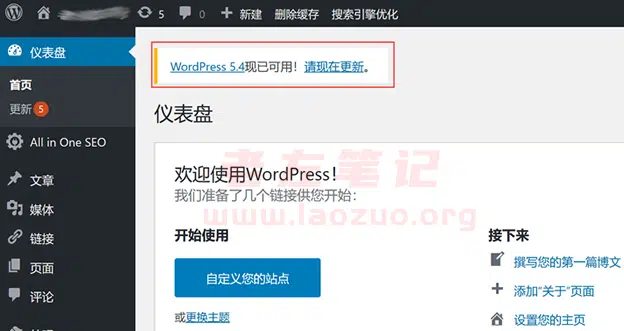 5 0 新建 删除缓存 搜索引擎优化
仪表盘
WordPress 5.4现已可用！请现在更新。
首页
更新 5
仪表盘
All in One SEO
欢迎使用WordPress！
我们准备了几个链接供您开始：
文章
媒体
老左笔记
www.laozuo.org
链接
开始使用
接下来
页面
自定义您的站点
撰写您的第一篇博文
评论
添加“关于”页面
或更换主题
设置您的主页